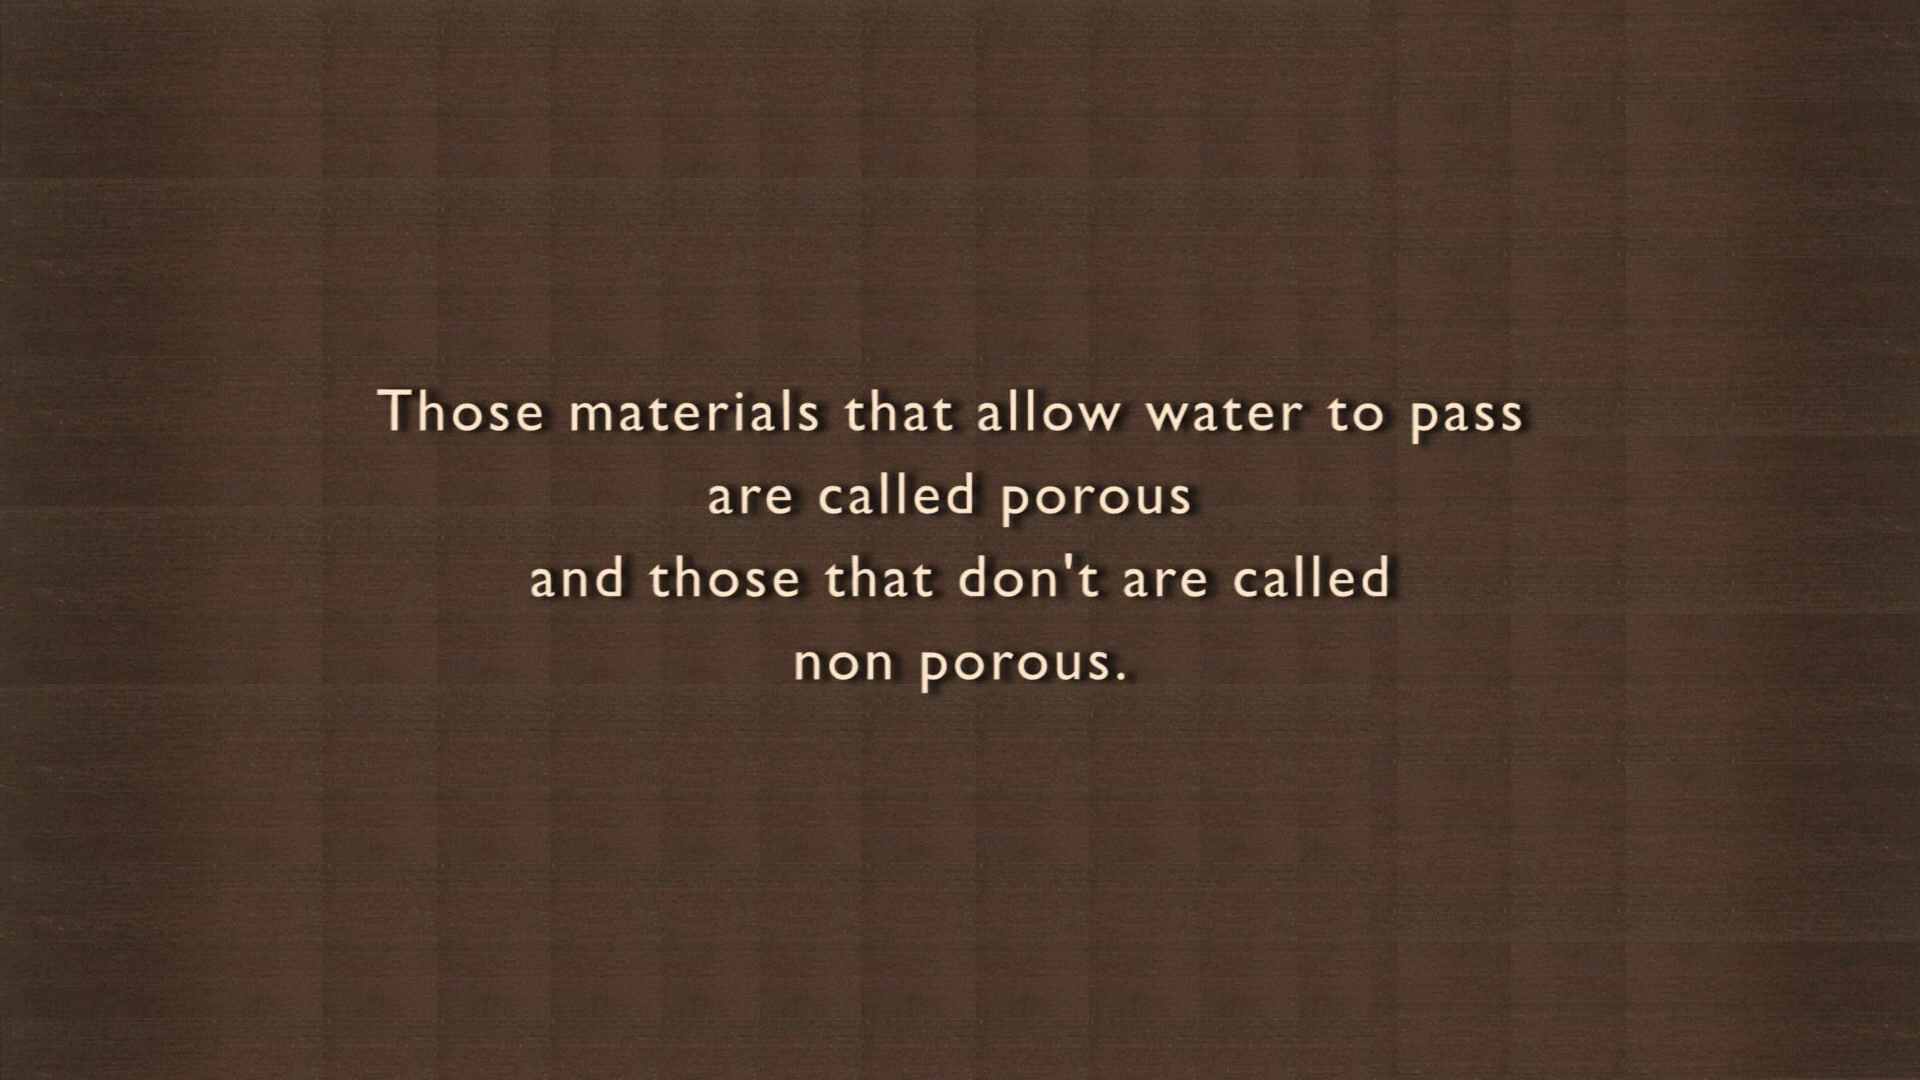 Those materials that allow water to pass
are called porous
and those that don't are called
non porous.